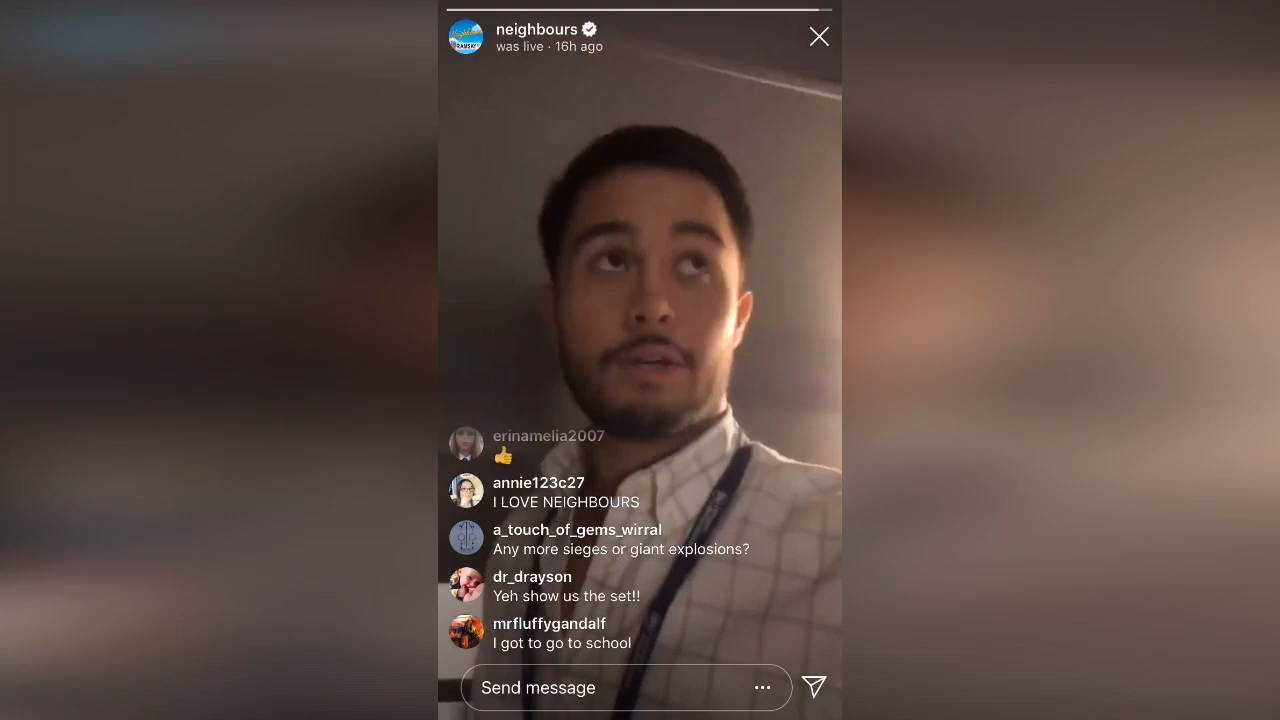 neighbours
was live · 16h ago
RAMSAY
erinamelia2007
👍
annie123c27
I LOVE NEIGHBOURS
a_touch_of_gems_wirral
Any more sieges or giant explosions?
dr_drayson
Yeh show us the set!!
mrfluffygandalf
I got to go to school
Send message